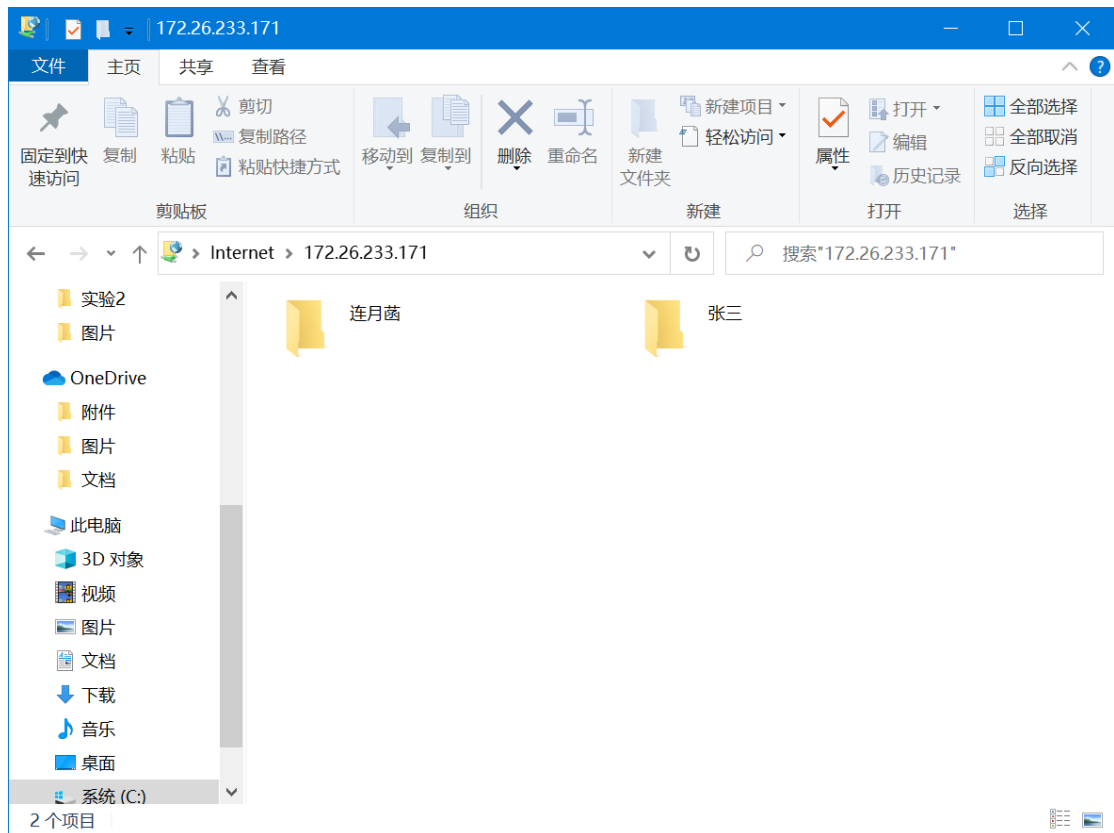 172.26.233.171
文件 主页 共享 查看
固定到快速访问
复制
粘贴
剪切
复制路径
粘贴快捷方式
剪贴板
移动到
复制到
删除
重命名
组织
新建
文件夹
新建项目
轻松访问
新建
属性
打开
编辑
历史记录
打开
全部选择
全部取消
反向选择
选择
Internet 172.26.233.171
搜索"172.26.233.171"
实验2
图片
OneDrive
附件
图片
文档
此电脑
3D 对象
视频
图片
文档
下载
音乐
桌面
系统 (C:)
连月菡
张三
2 个项目